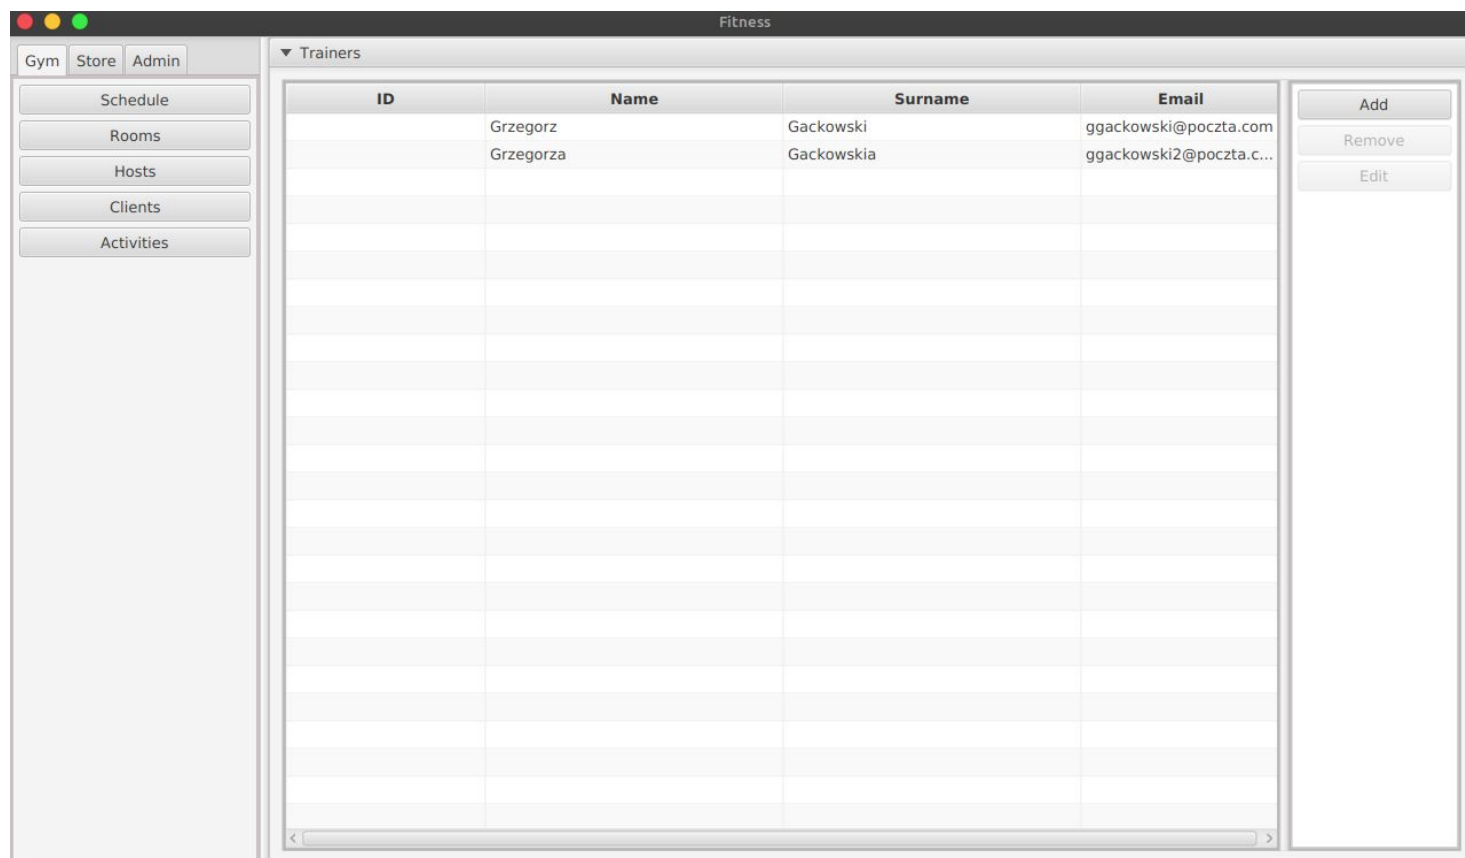 Fitness
Gym Store Admin
Schedule
Rooms
Hosts
Clients
Activities
Trainers
ID Name Surname Email
Grzegorz Gackowski ggackowski@poczta.com
Grzegorza Gackowskia ggackowski2@poczta.c...
Add
Remove
Edit